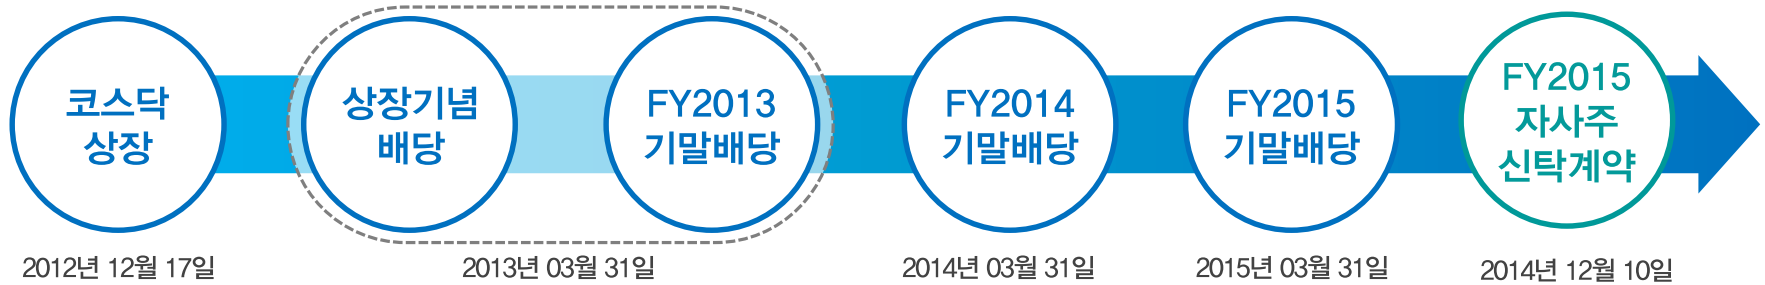 코스닥
상장
상장기념
배당
FY2013
기말배당
FY2014
기말배당
FY2015
기말배당
FY2015
자사주
신탁계약
2012년 12월 17일
2013년 03월 31일
2014년 03월 31일
2015년 03월 31일
2014년 12월 10일